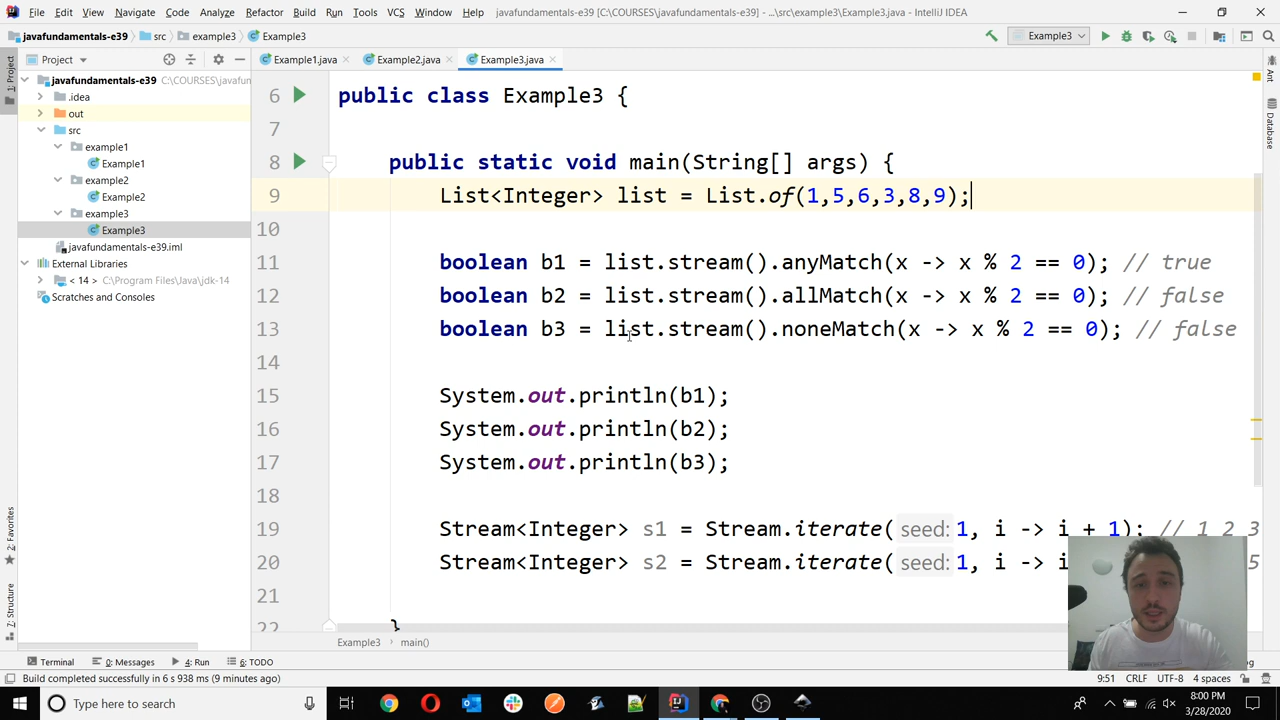 File Edit View Navigate Code Analyze Refactor Build Run Tools VCS Window Help javafundamentals-e39 [C:\COURSES\javafundamentals-e39] - ...\src\example3\Example3.java - IntelliJ IDEA
javafundamentals-e39 src example3 Example3 Example3
Project Example1.java Example2.java Example3.java
javafundamentals-e39 C:\COURSES\javafun
.idea
out
src
example1
Example1
example2
Example2
example3
Example3
javafundamentals-e39.iml
External Libraries
< 14 > C:\Program Files\Java\jdk-14
Scratches and Consoles
1: Project
2: Favorites
Z: Structure
Ant
Database
6 public class Example3 {
7
8 public static void main(String[] args) {
9 List<Integer> list = List.of(1,5,6,3,8,9);
10
11 boolean b1 = list.stream().anyMatch(x -> x % 2 == 0); // true
12 boolean b2 = list.stream().allMatch(x -> x % 2 == 0); // false
13 boolean b3 = list.stream().noneMatch(x -> x % 2 == 0); // false
14
15 System.out.println(b1);
16 System.out.println(b2);
17 System.out.println(b3);
18
19 Stream<Integer> s1 = Stream.iterate( seed: 1, i -> i + 1); // 1 2 3
20 Stream<Integer> s2 = Stream.iterate( seed: 1, i -> i 5
21
22 }
Example3 main()
Terminal 0: Messages 4: Run 6: TODO
Build completed successfully in 6 s 938 ms (9 minutes ago) 9:51 CRLF UTF-8 4 spaces
Type here to search
8:00 PM
3/28/2020